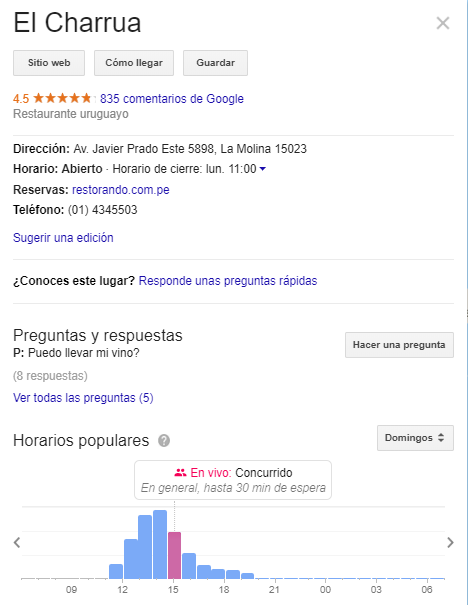 El Charrua
Sitio web
Cómo llegar
Guardar
4.5 835 comentarios de Google
Restaurante uruguayo
Dirección: Av. Javier Prado Este 5898, La Molina 15023
Horario: Abierto · Horario de cierre: lun. 11:00
Reservas: restorando.com.pe
Teléfono: (01) 4345503
Sugerir una edición
¿Conoces este lugar? Responde unas preguntas rápidas
Preguntas y respuestas
Hacer una pregunta
P: Puedo llevar mi vino?
(8 respuestas)
Ver todas las preguntas (5)
Horarios populares ?
Domingos
En vivo: Concurrido
En general, hasta 30 min de espera
09 12 15 18 21 00 03 06